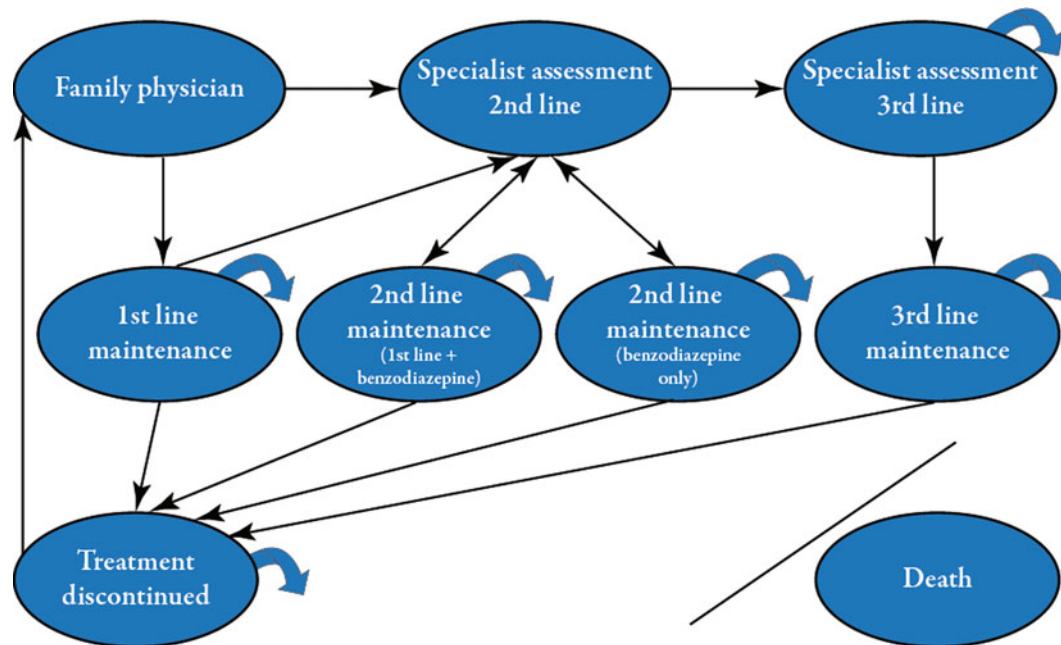 Family physician
Specialist assessment
2nd line
Specialist assessment
3rd line
1st line
maintenance
2nd line
maintenance
(1st line +
benzodiazepine)
2nd line
maintenance
(benzodiazepine
only)
3rd line
maintenance
Treatment
discontinued
Death